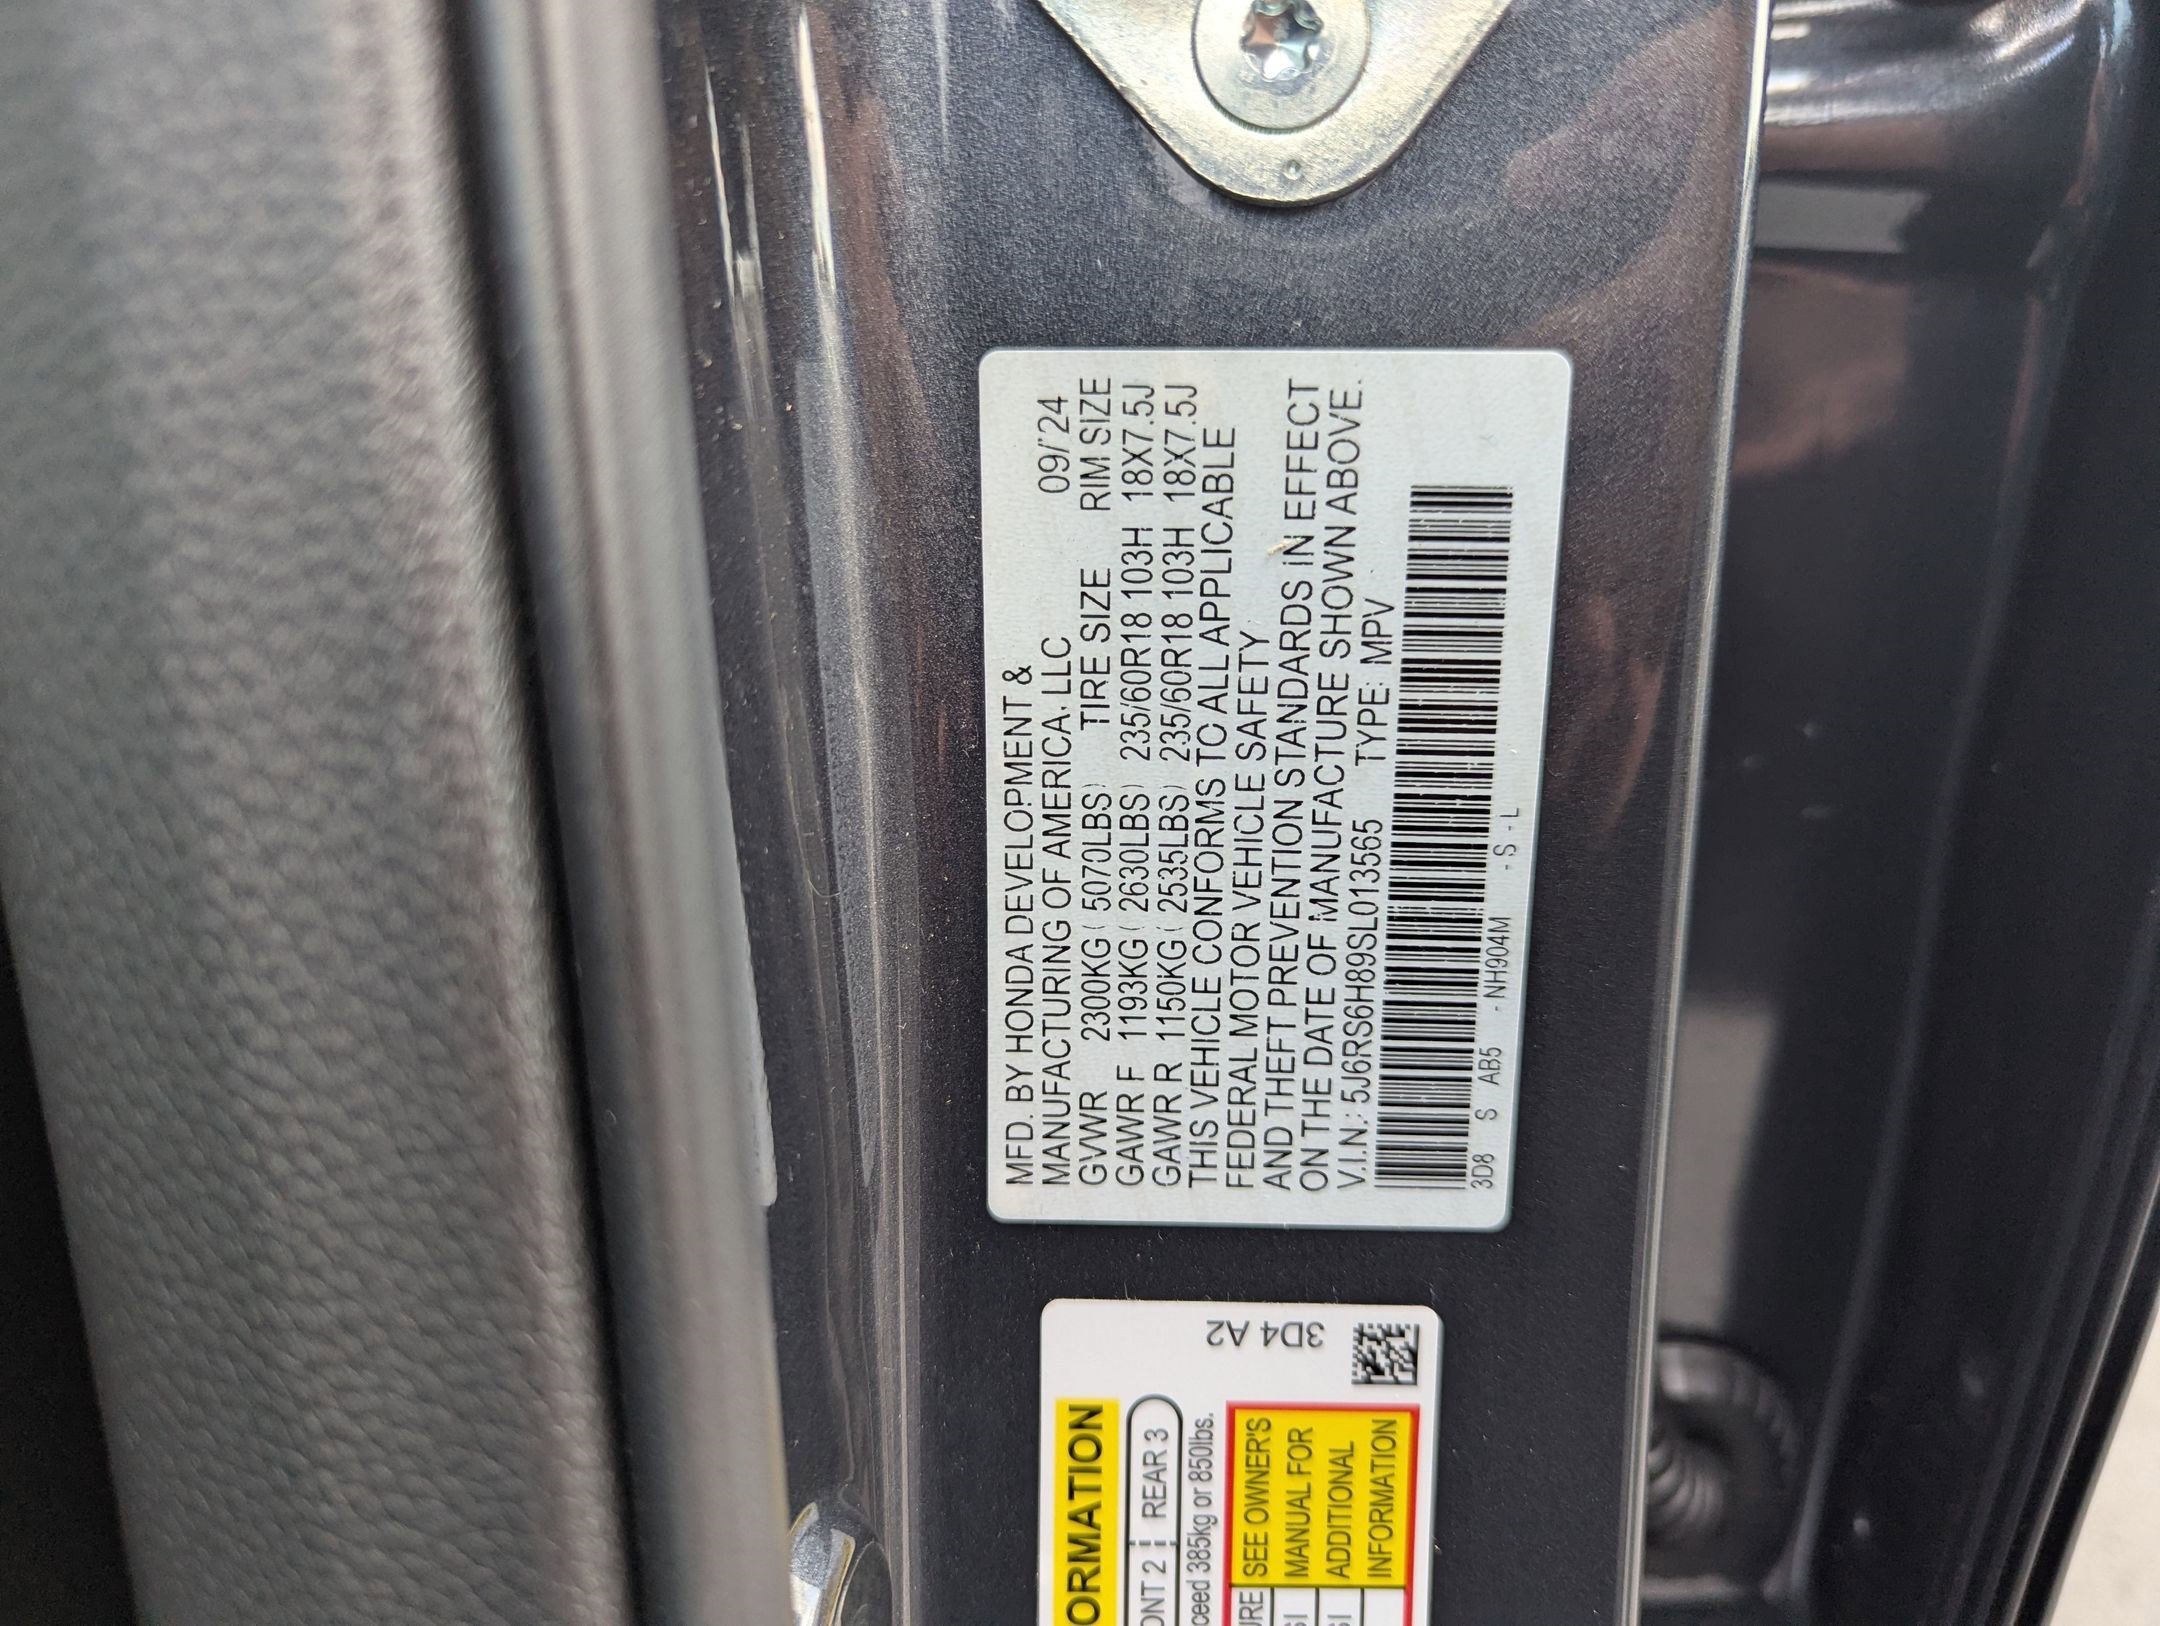 MFD. BY HONDA DEVELOPMENT &
MANUFACTURING OF AMERICA, LLC 09/'24
GVWR 2300KG ( 5070LBS) TIRE SIZE RIM SIZE
GAWR F 1193KG ( 2630LBS) 235/60R18 103H 18X7.5J
GAWR R 1150KG ( 2535LBS) 235/60R18 103H 18X7.5J
THIS VEHICLE CONFORMS TO ALL APPLICABLE
FEDERAL MOTOR VEHICLE SAFETY
AND THEFT PREVENTION STANDARDS IN EFFECT
ON THE DATE OF MANUFACTURE SHOWN ABOVE.
V.I.N.: 5J6RS6H89SL013565 TYPE: MPV
3D8 S AB5 - NH904M - S - L
3D4 A2
ORMATION
ONT 2 REAR 3
ceed 385kg or 850lbs.
URE SEE OWNER'S
SI MANUAL FOR
SI ADDITIONAL
INFORMATION